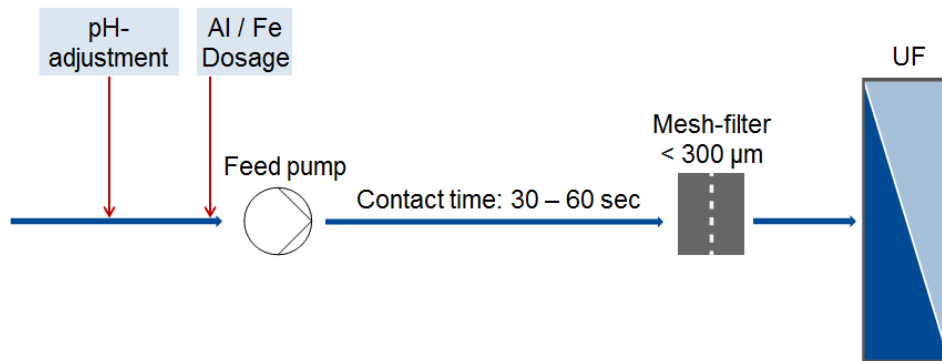 pH-
adjustment
Al / Fe
Dosage
UF
Mesh-filter
< 300 µm
Feed pump
Contact time: 30 – 60 sec